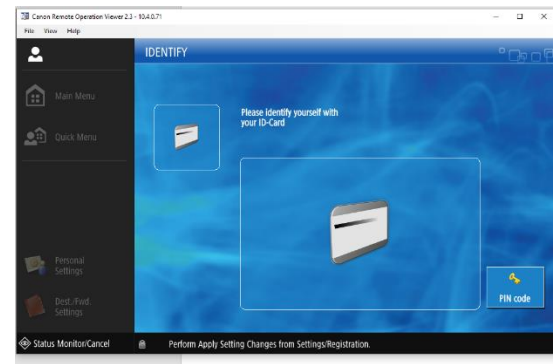 Canon Remote Operation Viewer 2.3 - 10.4.0.71
File View Help
IDENTIFY
Main Menu
Quick Menu
Please identify yourself with
your ID-Card
Personal
Settings
Dest./Fwd.
Settings
PIN code
Status Monitor/Cancel
Perform Apply Setting Changes from Settings/Registration.